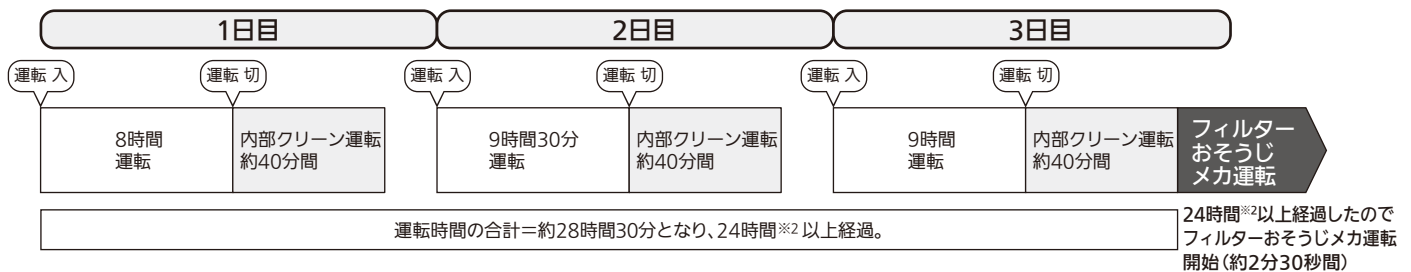 1日目
2日目
3日目
運転 入
運転 切
運転 入
運転 切
運転 入
運転 切
8時間
運転
内部クリーン運転
約40分間
9時間30分
運転
内部クリーン運転
約40分間
9時間
運転
内部クリーン運転
約40分間
フィルター
おそうじ
メカ運転
運転時間の合計＝約28時間30分となり、24時間※2 以上経過。
24時間※2以上経過したので
フィルターおそうじメカ運転
開始（約2分30秒間）